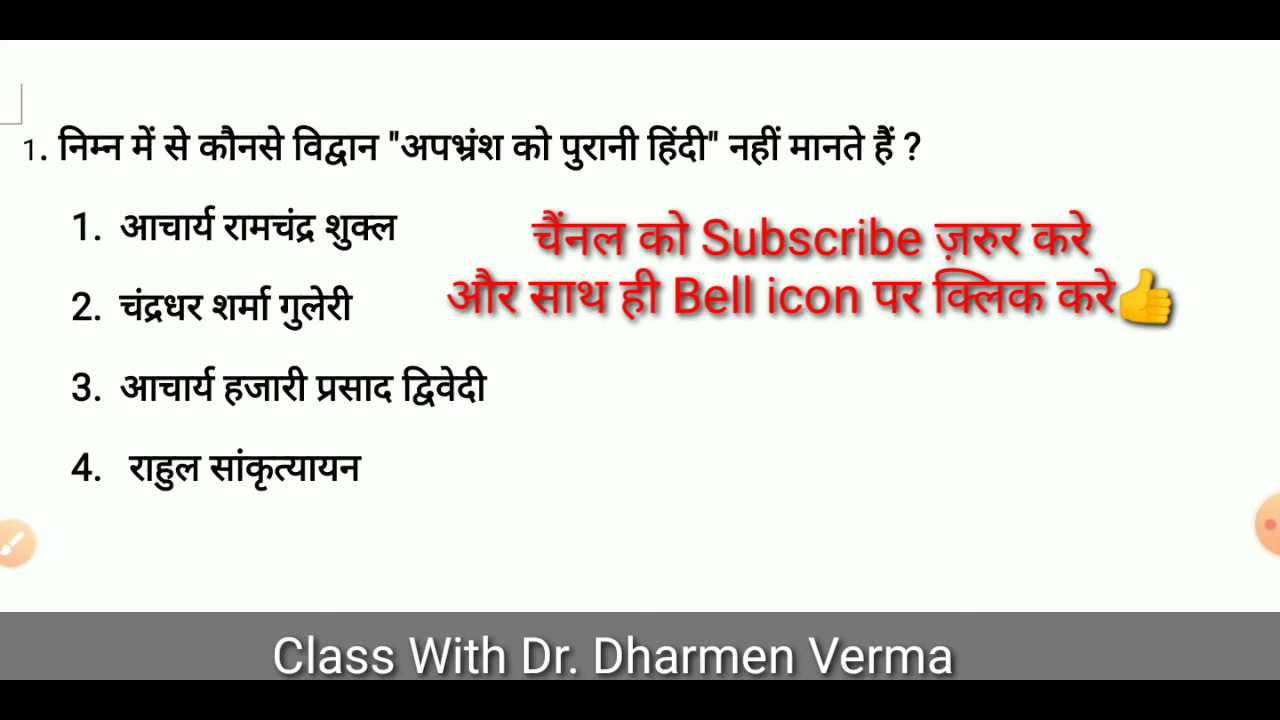 1. निम्न में से कौनसे विद्वान "अपभ्रंश को पुरानी हिंदी" नहीं मानते हैं ?
1. आचार्य रामचंद्र शुक्ल
चैंनल को Subscribe ज़रुर करे
और साथ ही Bell icon पर क्लिक करे👍
2. चंद्रधर शर्मा गुलेरी
3. आचार्य हजारी प्रसाद द्विवेदी
4. राहुल सांकृत्यायन
Class With Dr. Dharmen Verma